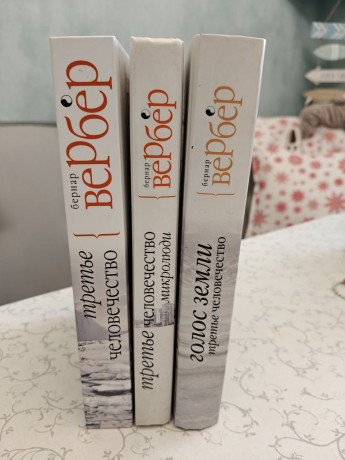 бернар
вербер
третье
человечество
бернар
вербер
третье человечество
микролюди
бернар
вербер
голос земли
третье человечество